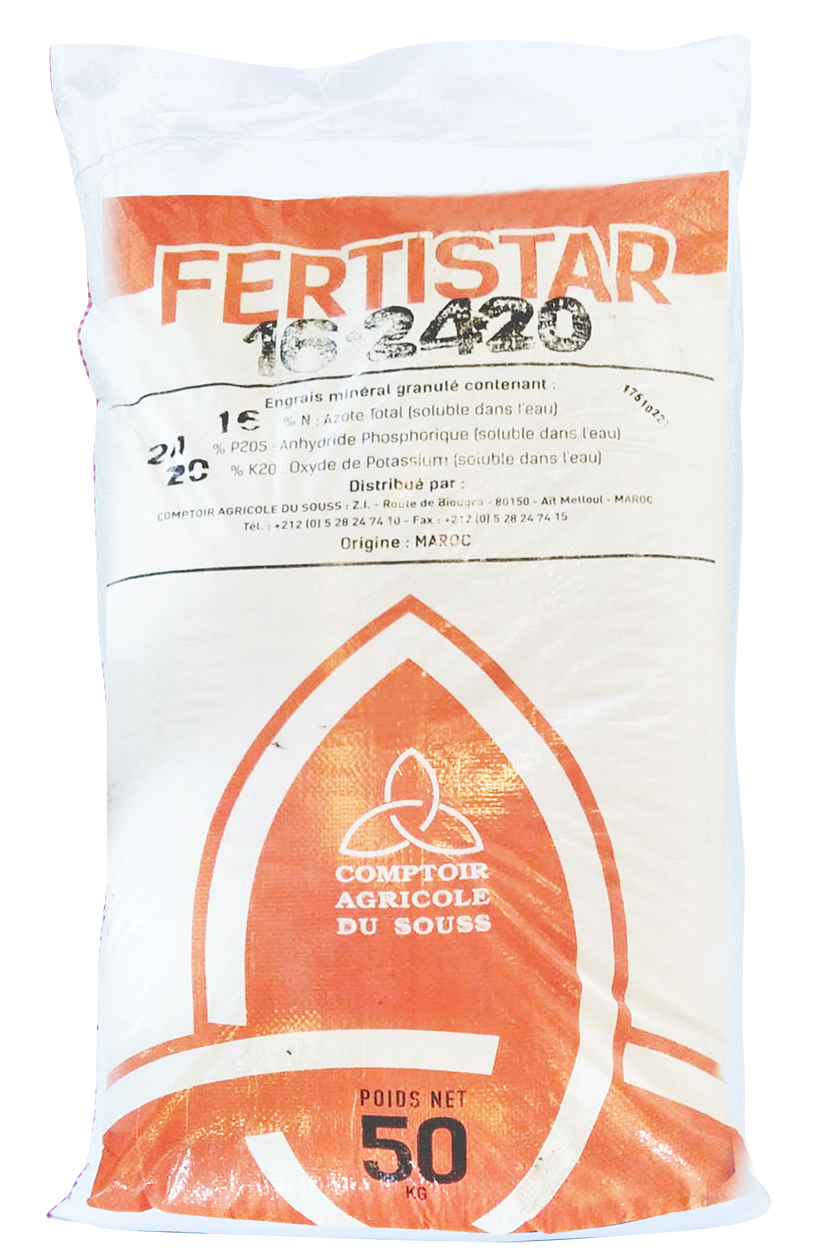 FERTISTAR
16-2420
Engrais minéral granulé contenant :
16 % N : Azote Total (soluble dans l'eau)
24 % P2O5 : Anhydride Phosphorique (soluble dans l'eau)
20 % K2O : Oxyde de Potassium (soluble dans l'eau)
Distribué par :
COMPTOIR AGRICOLE DU SOUSS : Z.I. - Route de Biougra - 80150 - Aït Melloul - MAROC
Tél. : +212 (0) 5 28 24 74 10 - Fax : +212 (0) 5 28 24 74 15
Origine : MAROC
COMPTOIR
AGRICOLE
DU SOUSS
POIDS NET
50
KG